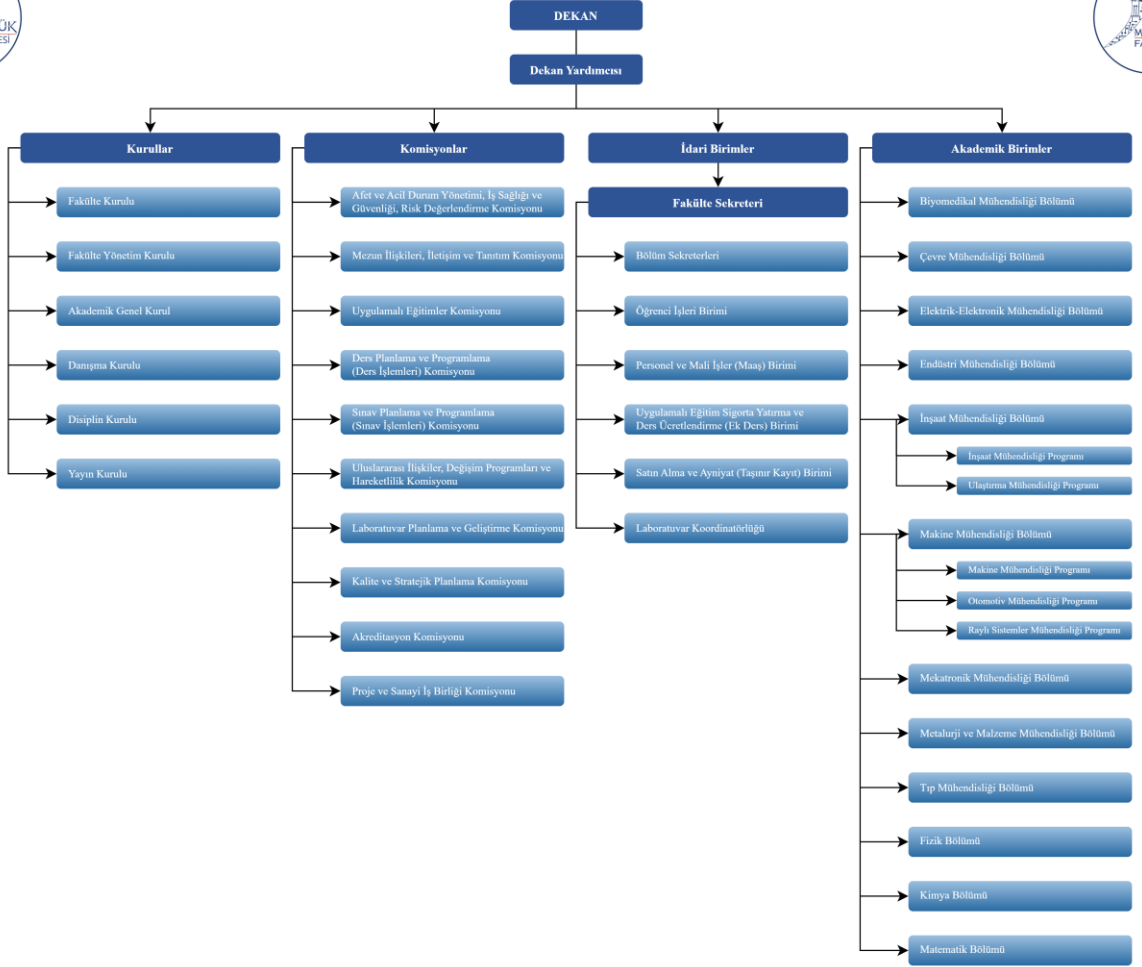 DEKAN
Dekan Yardımcısı
Kurullar
Fakülte Kurulu
Fakülte Yönetim Kurulu
Akademik Genel Kurul
Danışma Kurulu
Disiplin Kurulu
Yayın Kurulu
Komisyonlar
Afet ve Acil Durum Yönetimi, İş Sağlığı ve
Güvenliği, Risk Değerlendirme Komisyonu
Mezun İlişkileri, İletişim ve Tanıtım Komisyonu
Uygulamalı Eğitimler Komisyonu
Ders Planlama ve Programlama
(Ders İşlemleri) Komisyonu
Sınav Planlama ve Programlama
(Sınav İşlemleri) Komisyonu
Uluslararası İlişkiler, Değişim Programları ve
Hareketlilik Komisyonu
Laboratuvar Planlama ve Geliştirme Komisyonu
Kalite ve Stratejik Planlama Komisyonu
Akreditasyon Komisyonu
Proje ve Sanayi İş Birliği Komisyonu
İdari Birimler
Fakülte Sekreteri
Bölüm Sekreterleri
Öğrenci İşleri Birimi
Personel ve Mali İşler (Maaş) Birimi
Uygulamalı Eğitim Sigorta Yatırma ve
Ders Ücretlendirme (Ek Ders) Birimi
Satın Alma ve Ayniyat (Taşınır Kayıt) Birimi
Laboratuvar Koordinatörlüğü
Akademik Birimler
Biyomedikal Mühendisliği Bölümü
Çevre Mühendisliği Bölümü
Elektrik-Elektronik Mühendisliği Bölümü
Endüstri Mühendisliği Bölümü
İnşaat Mühendisliği Bölümü
İnşaat Mühendisliği Programı
Ulaştırma Mühendisliği Programı
Makine Mühendisliği Bölümü
Makine Mühendisliği Programı
Otomotiv Mühendisliği Programı
Raylı Sistemler Mühendisliği Programı
Mekatronik Mühendisliği Bölümü
Metalurji ve Malzeme Mühendisliği Bölümü
Tıp Mühendisliği Bölümü
Fizik Bölümü
Kimya Bölümü
Matematik Bölümü